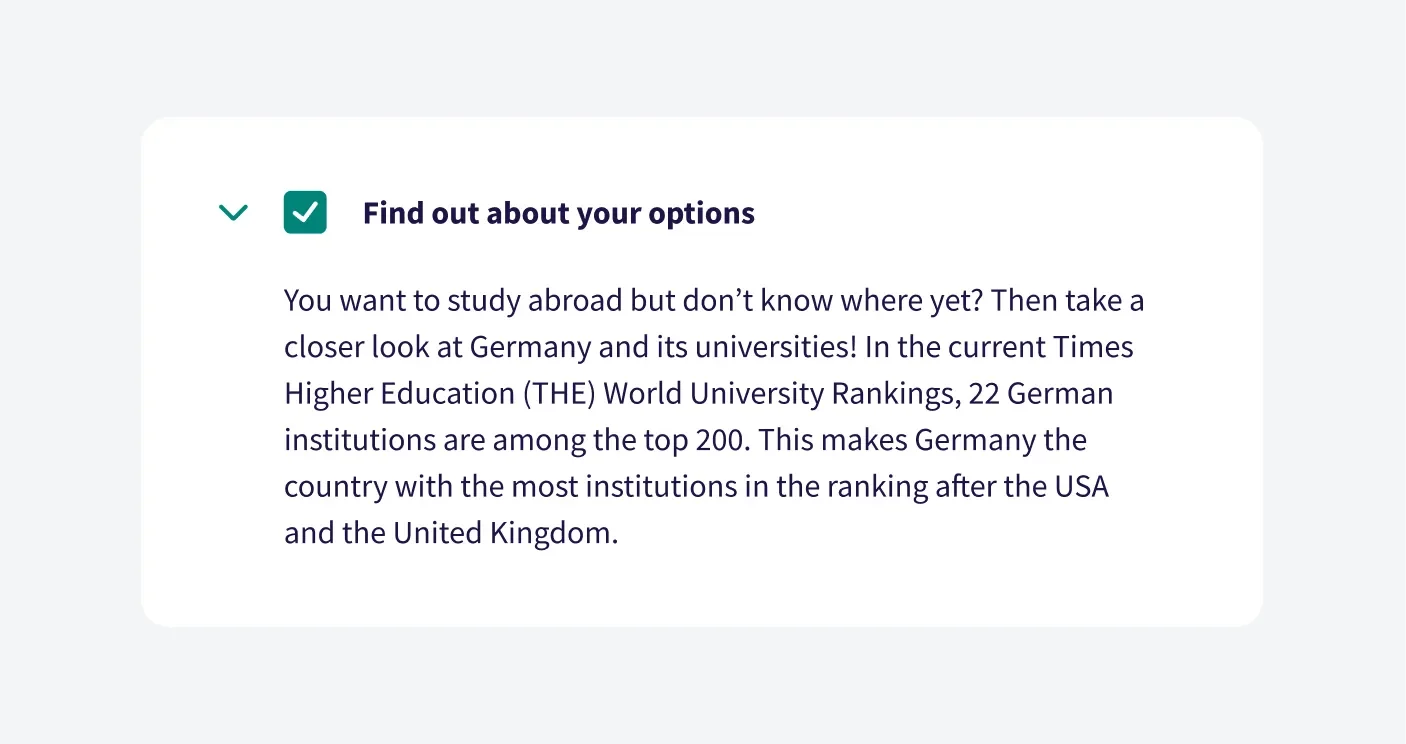 Find out about your options
You want to study abroad but don’t know where yet? Then take a
closer look at Germany and its universities! In the current Times
Higher Education (THE) World University Rankings, 22 German
institutions are among the top 200. This makes Germany the
country with the most institutions in the ranking after the USA
and the United Kingdom.